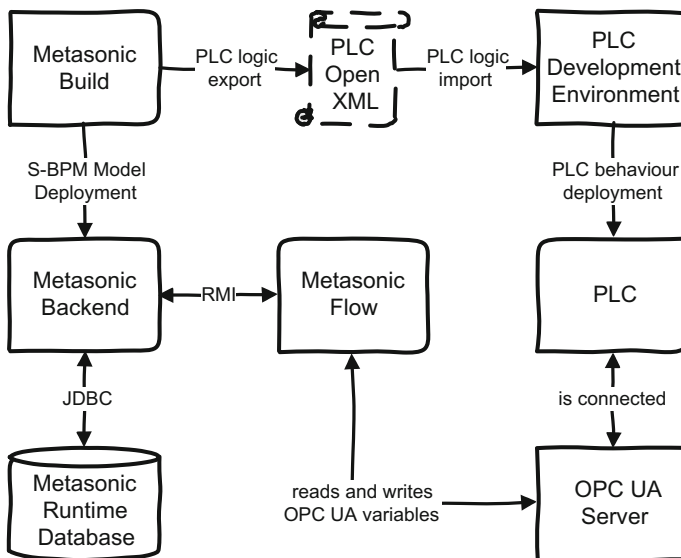 Metasonic
Build
PLC logic
export
PLC
Open
XML
PLC logic
import
PLC
Development
Environment
S-BPM Model
Deployment
PLC behaviour
deployment
Metasonic
Backend
RMI
Metasonic
Flow
PLC
JDBC
is connected
Metasonic
Runtime
Database
reads and writes
OPC UA variables
OPC UA
Server